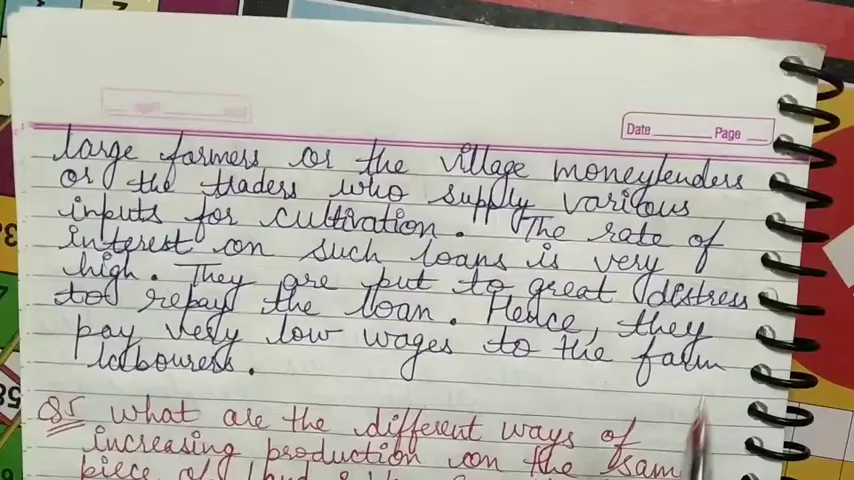 Date Page
large farmers or the village moneylenders
or the traders who supply various
inputs for cultivation. The rate of
interest on such loans is very
high. They are put to great distress
to repay the loan. Hence, they
pay very low wages to the farm
labourers.
Q5 What are the different ways of
increasing production on the sam
piece of